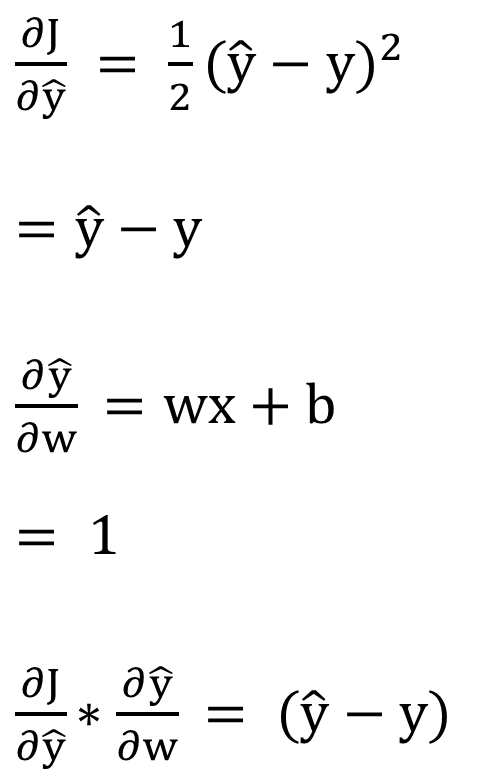 ∂J/∂ŷ = 1/2 (ŷ − y)²
= ŷ − y
∂ŷ/∂w = wx + b
= 1
∂J/∂ŷ * ∂ŷ/∂w = (ŷ − y)